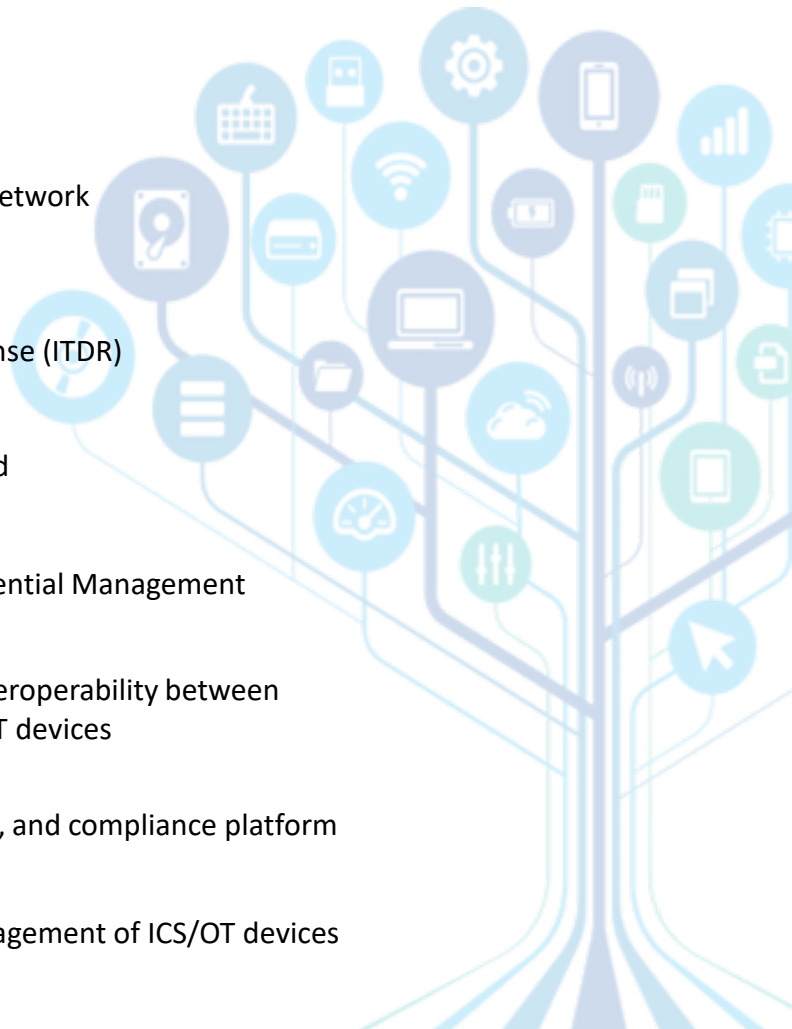 etwork
nse (ITDR)
d
ential Management
eroperability between
T devices
, and compliance platform
agement of ICS/OT devices